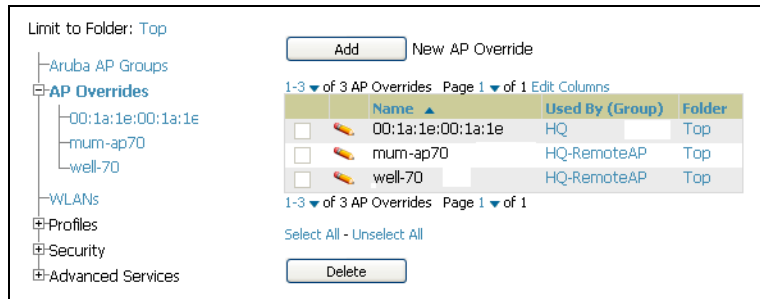 Limit to Folder: Top
Aruba AP Groups
AP Overrides
00:1a:1e:00:1a:1e
mum-ap70
well-70
WLANs
Profiles
Security
Advanced Services
Add New AP Override
1-3 of 3 AP Overrides Page 1 of 1 Edit Columns
Name Used By (Group) Folder
00:1a:1e:00:1a:1e HQ Top
mum-ap70 HQ-RemoteAP Top
well-70 HQ-RemoteAP Top
1-3 of 3 AP Overrides Page 1 of 1
Select All - Unselect All
Delete